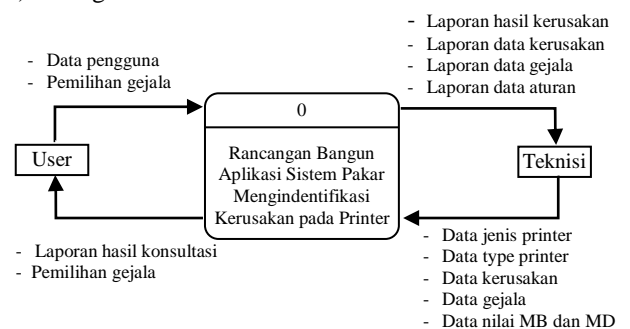 - Laporan hasil kerusakan
- Laporan data kerusakan
- Laporan data gejala
- Laporan data aturan
- Data pengguna
- Pemilihan gejala
0
User
Rancangan Bangun
Aplikasi Sistem Pakar
Mengindentifikasi
Kerusakan pada Printer
Teknisi
- Laporan hasil konsultasi
- Pemilihan gejala
- Data jenis printer
- Data type printer
- Data kerusakan
- Data gejala
- Data nilai MB dan MD